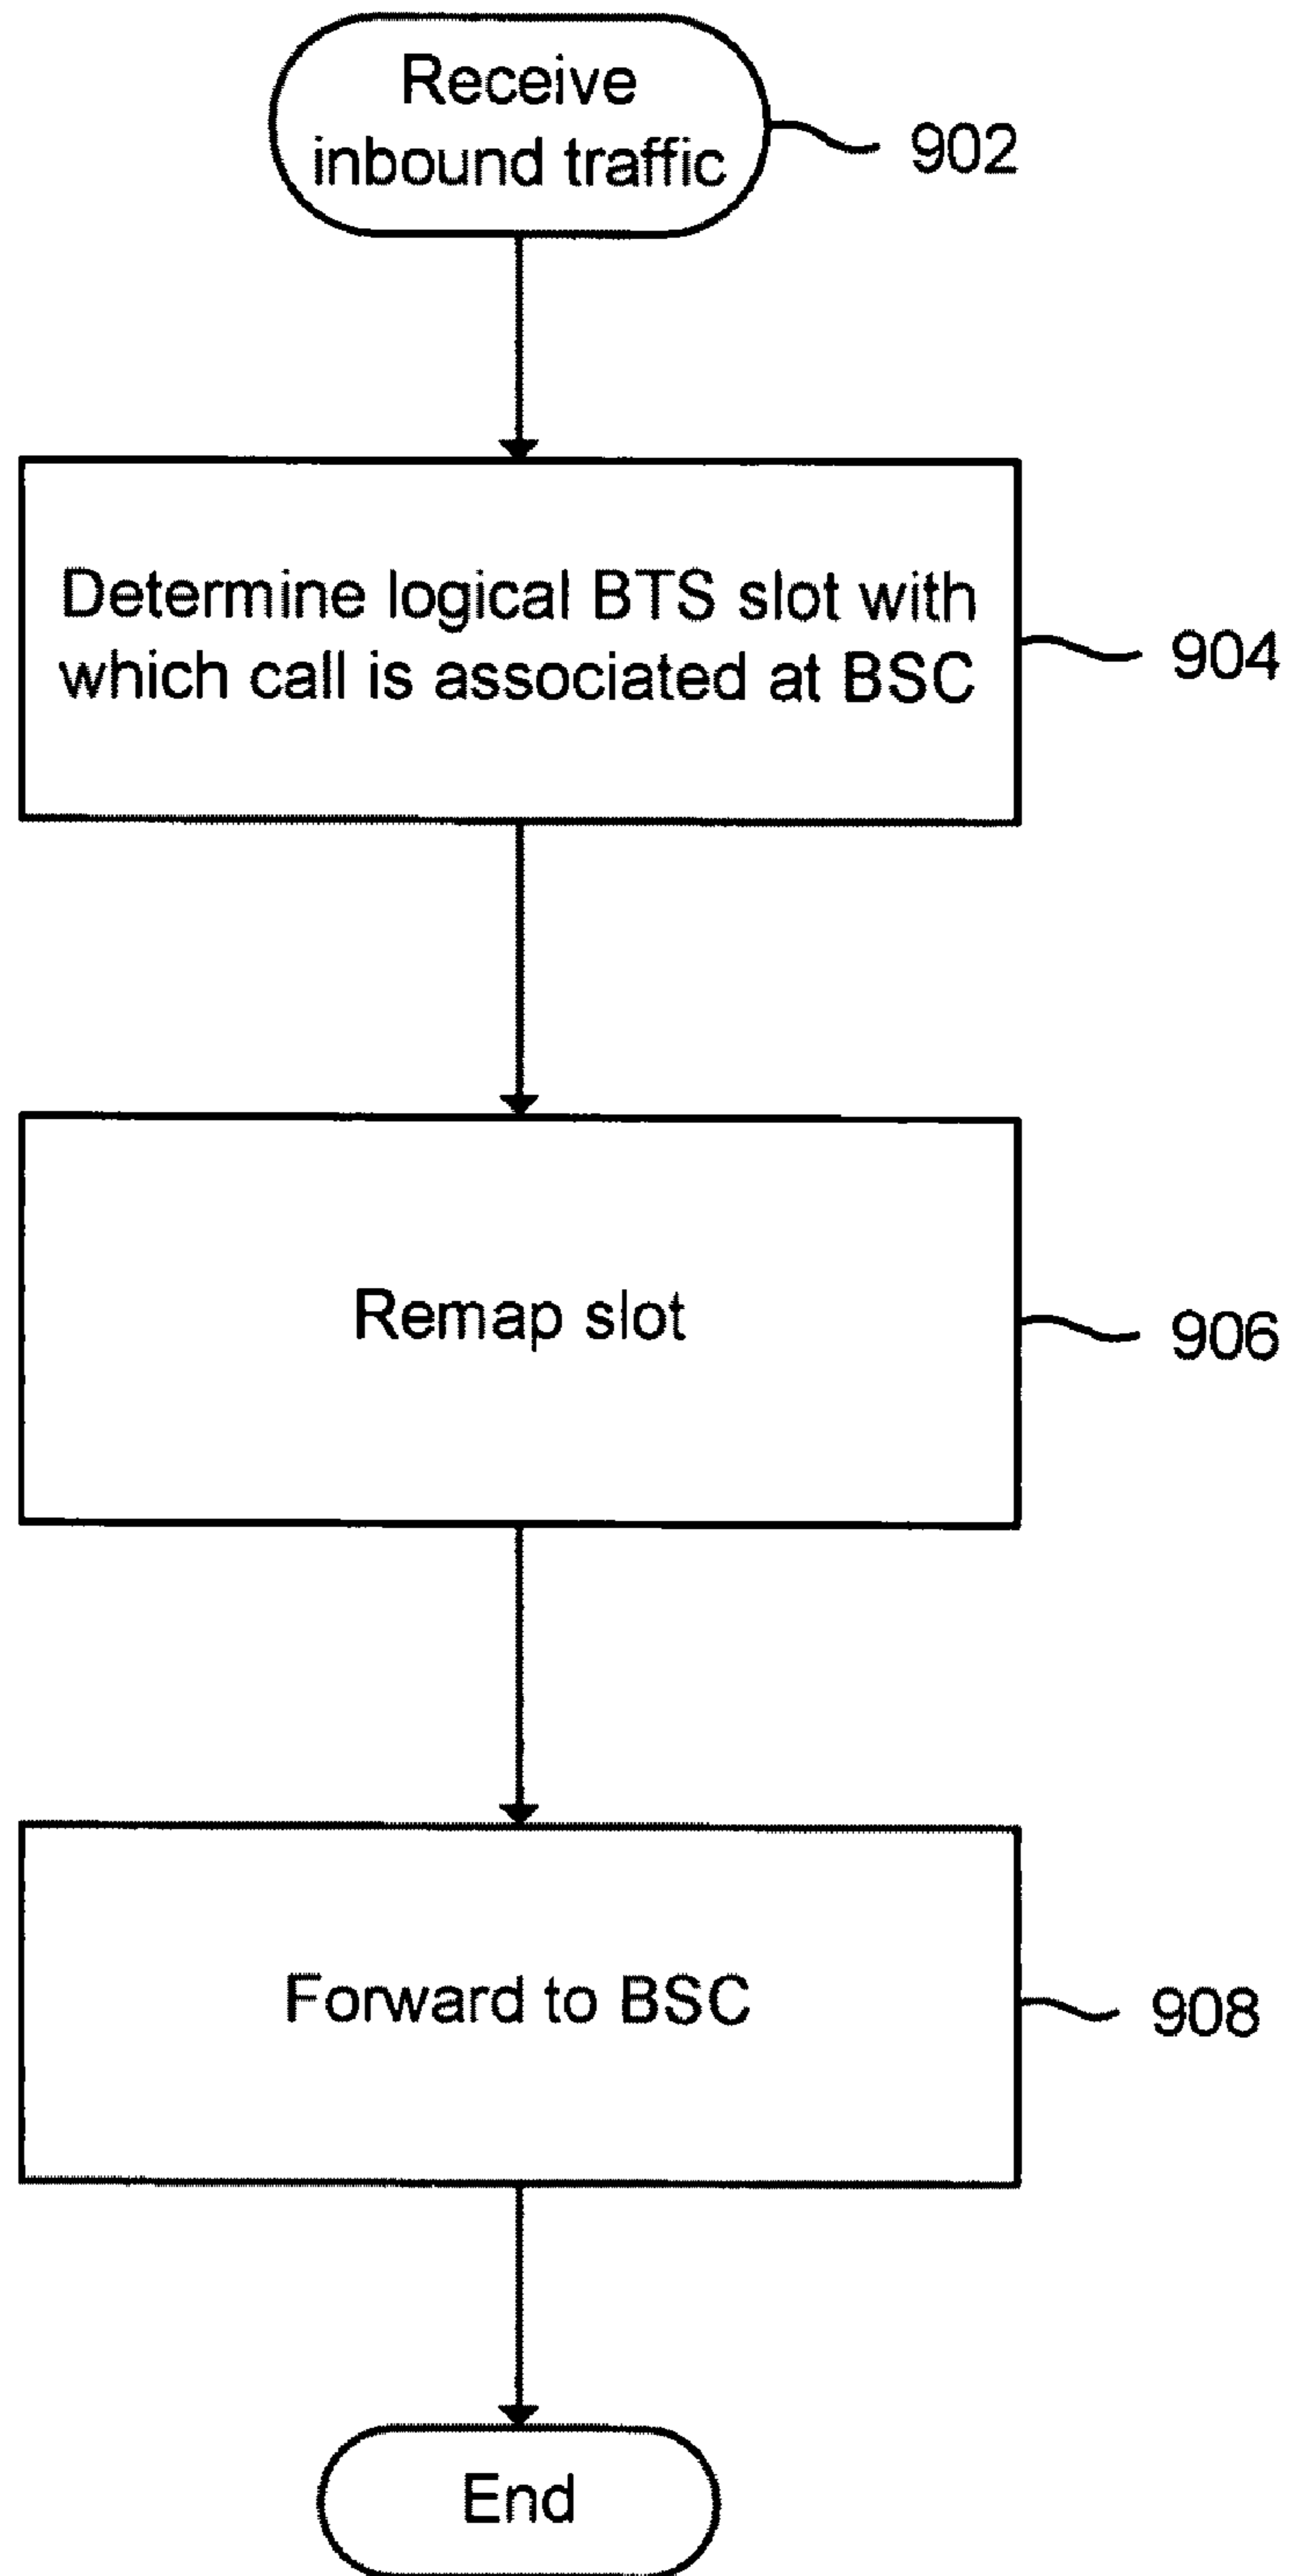 Receive
inbound traffic
902
Determine logical BTS slot with
which call is associated at BSC
904
Remap slot
906
Forward to BSC
908
End